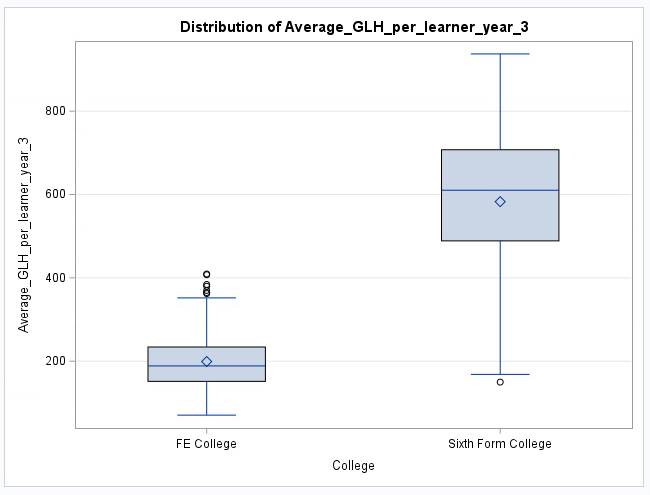 Distribution of Average_GLH_per_learner_year_3
Average_GLH_per_learner_year_3
800
600
400
200
FE College
Sixth Form College
College